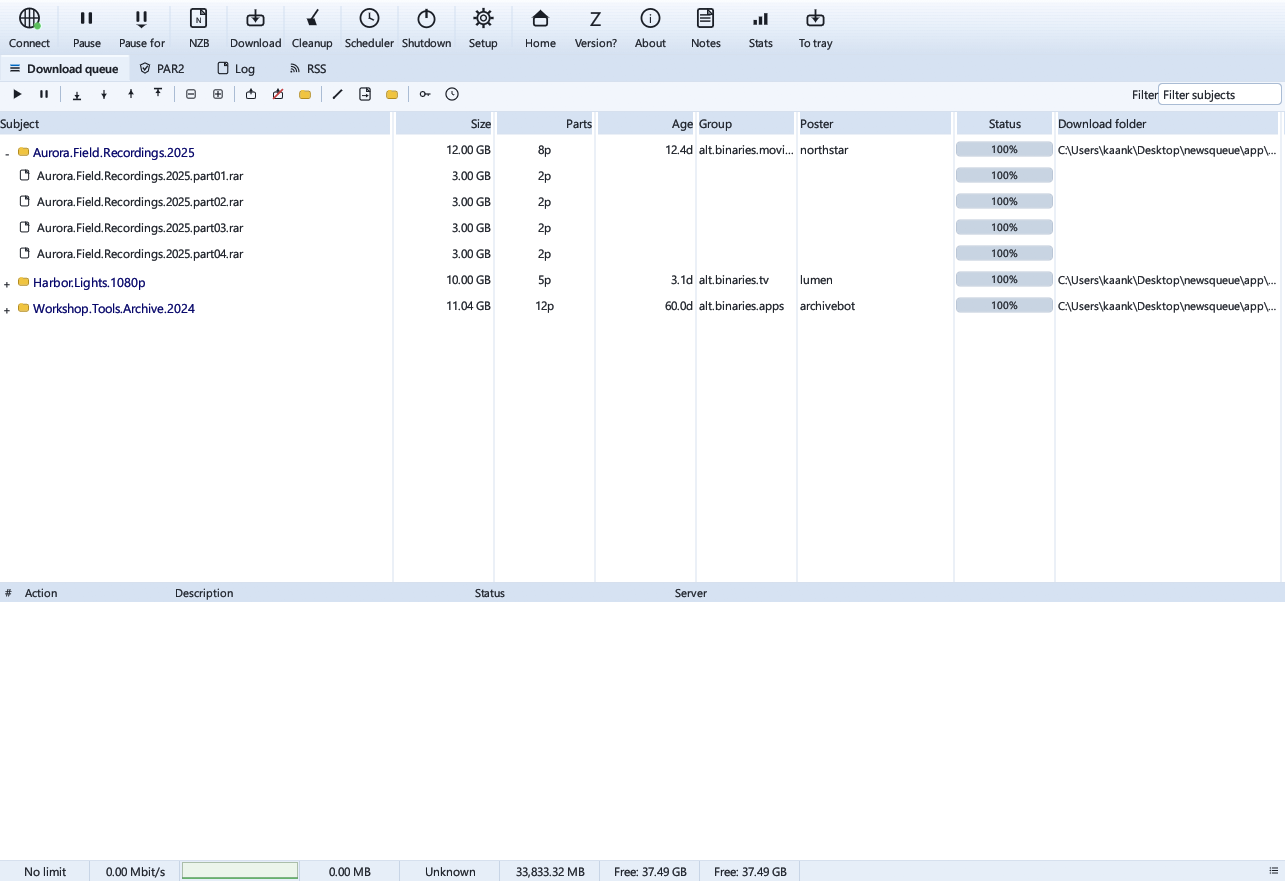 Connect Pause Pause for NZB Download Cleanup Scheduler Shutdown Setup Home Version? About Notes Stats To tray
Download queue PAR2 Log RSS
Filter Filter subjects
Subject Size Parts Age Group Poster Status Download folder
- Aurora.Field.Recordings.2025 12.00 GB 8p 12.4d alt.binaries.movi... northstar 100% C:\Users\kaank\Desktop\newsqueue\app\...
Aurora.Field.Recordings.2025.part01.rar 3.00 GB 2p 100%
Aurora.Field.Recordings.2025.part02.rar 3.00 GB 2p 100%
Aurora.Field.Recordings.2025.part03.rar 3.00 GB 2p 100%
Aurora.Field.Recordings.2025.part04.rar 3.00 GB 2p 100%
+ Harbor.Lights.1080p 10.00 GB 5p 3.1d alt.binaries.tv lumen 100% C:\Users\kaank\Desktop\newsqueue\app\...
+ Workshop.Tools.Archive.2024 11.04 GB 12p 60.0d alt.binaries.apps archivebot 100% C:\Users\kaank\Desktop\newsqueue\app\...
# Action Description Status Server
No limit 0.00 Mbit/s 0.00 MB Unknown 33,833.32 MB Free: 37.49 GB Free: 37.49 GB